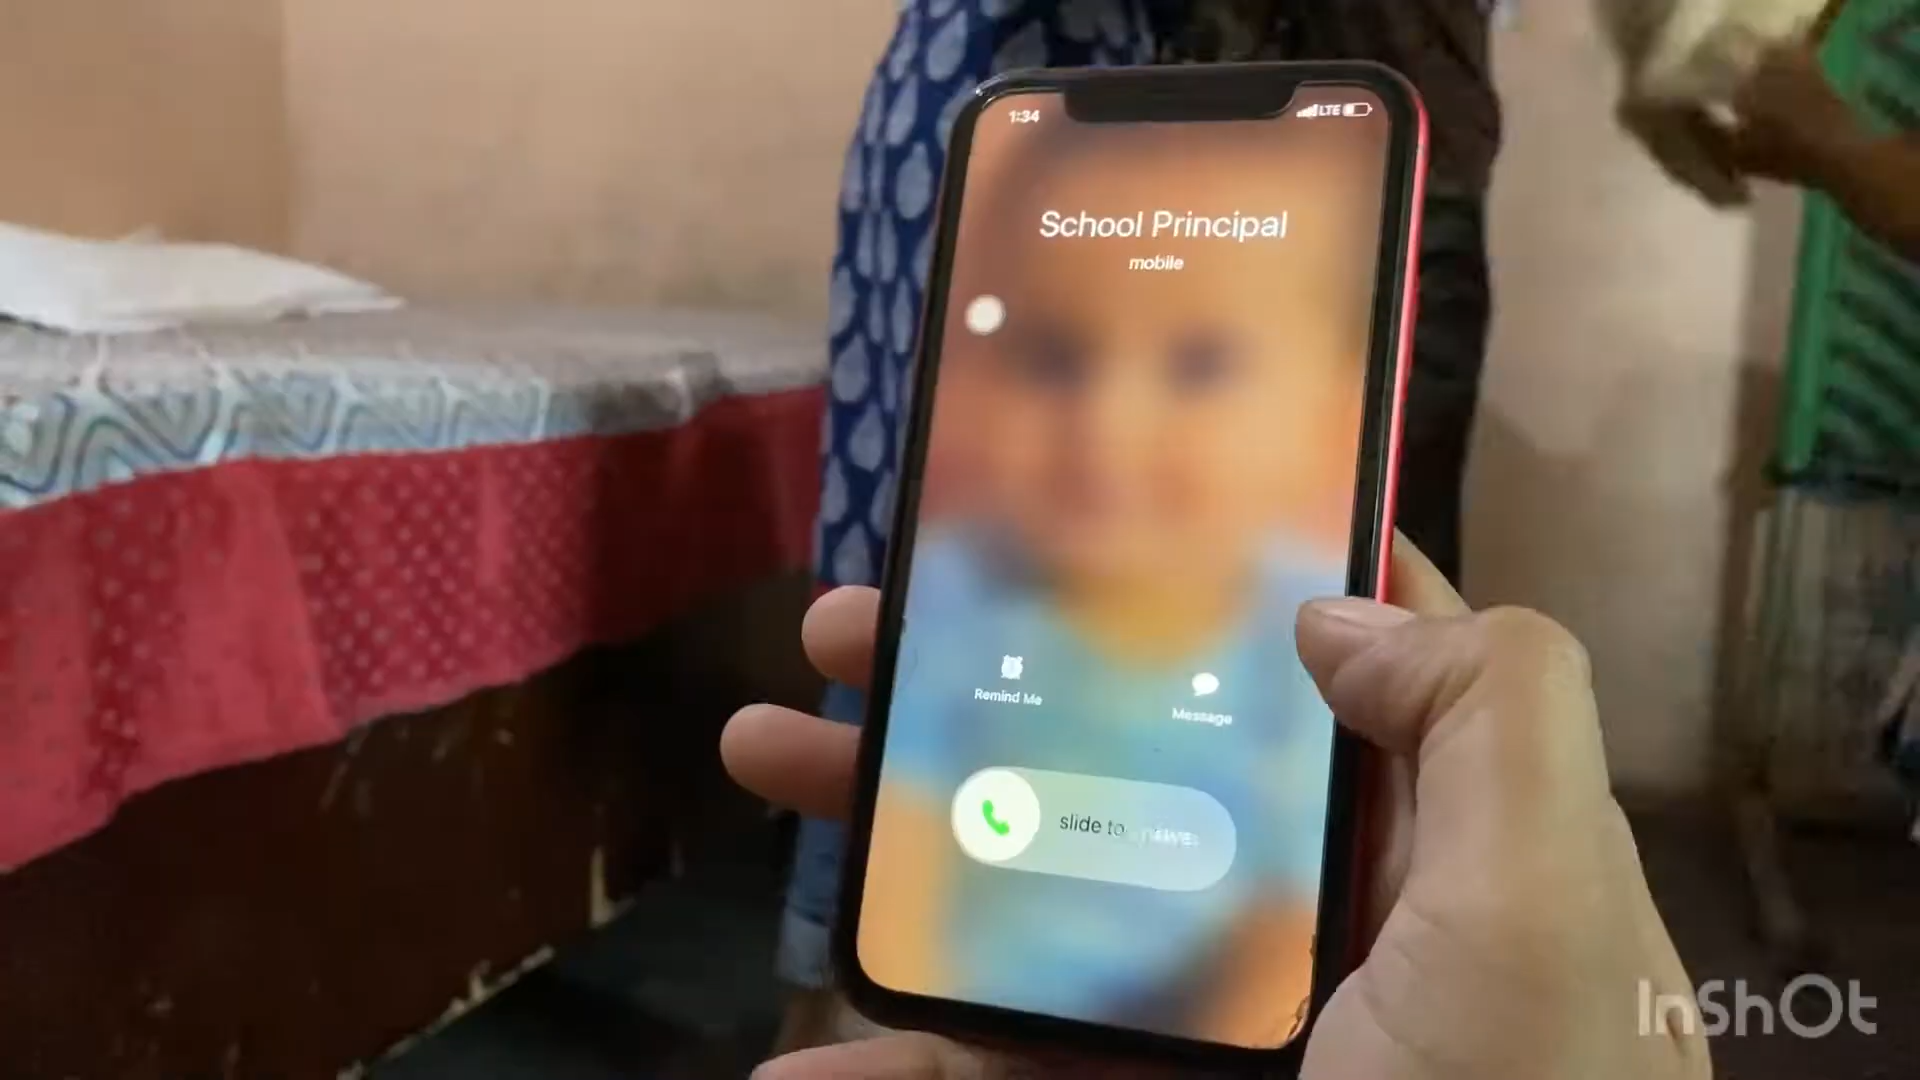 1:34
LTE
School Principal
mobile
Remind Me
Message
slide to
InShOt